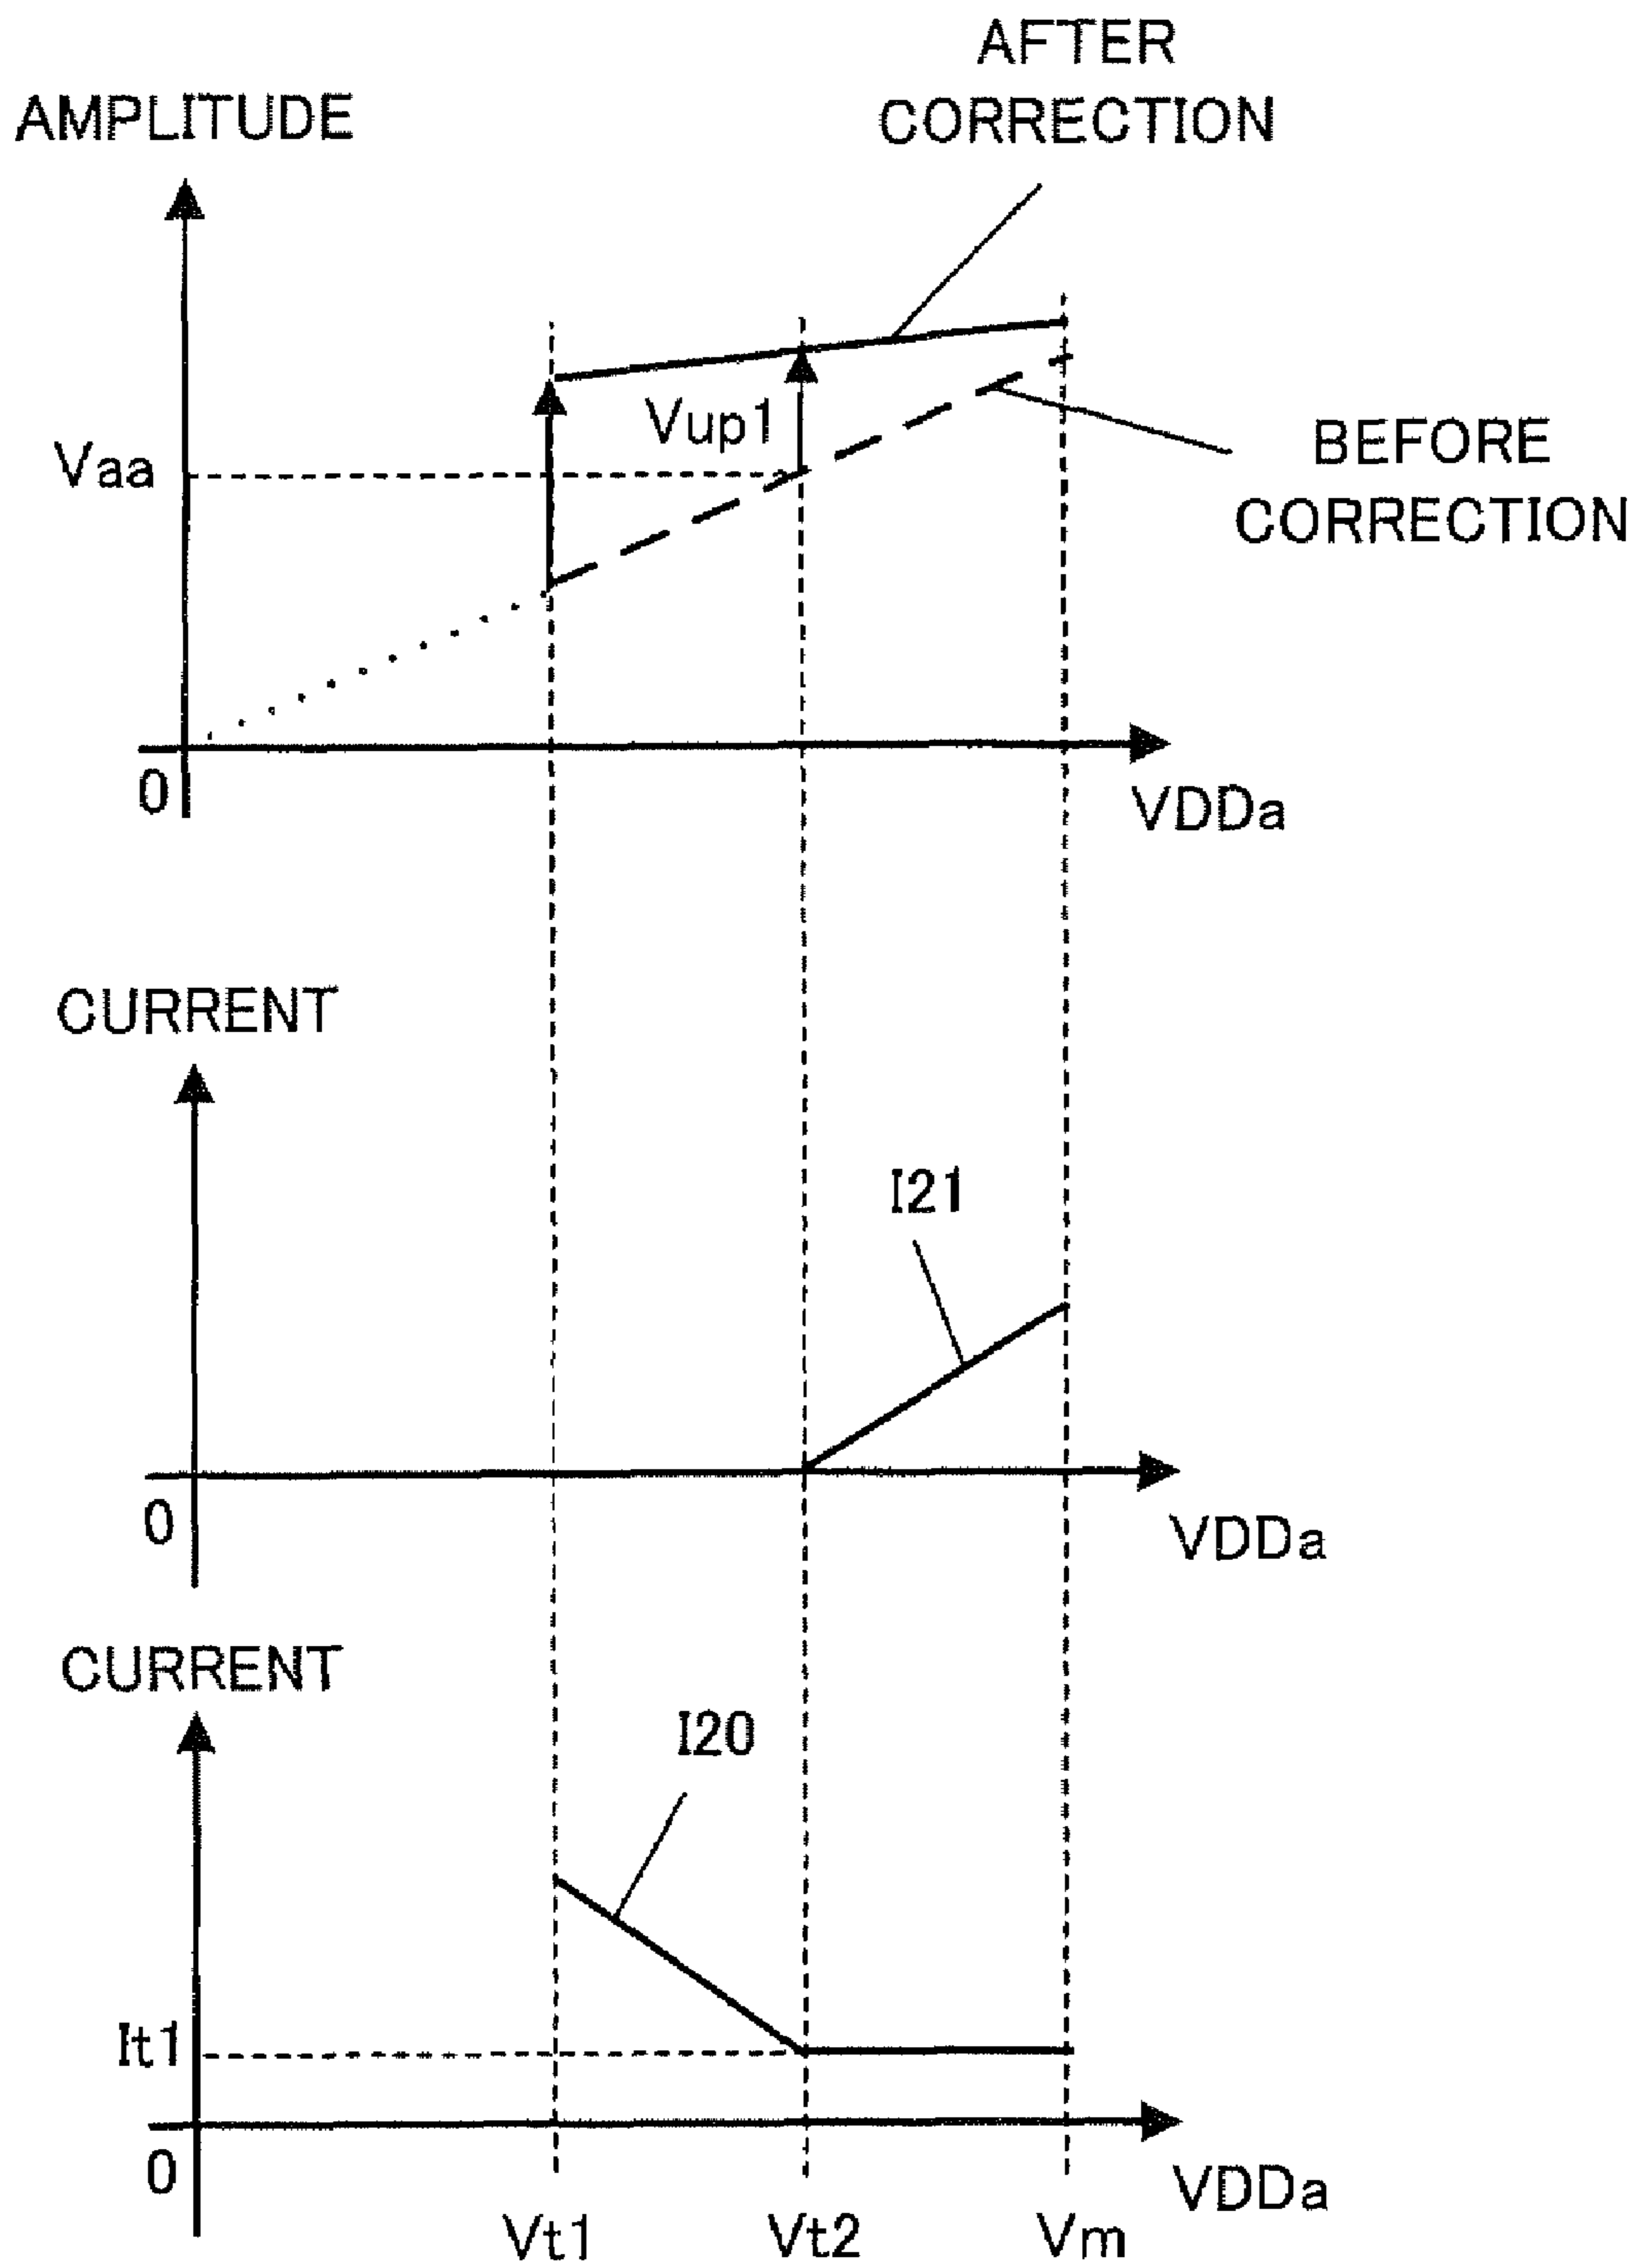 AFTER
CORRECTION
AMPLITUDE
Vup1
Vaa
BEFORE
CORRECTION
0
VDDa
CURRENT
I21
0
VDDa
CURRENT
I20
It1
0
VDDa
Vt1
Vt2
Vm